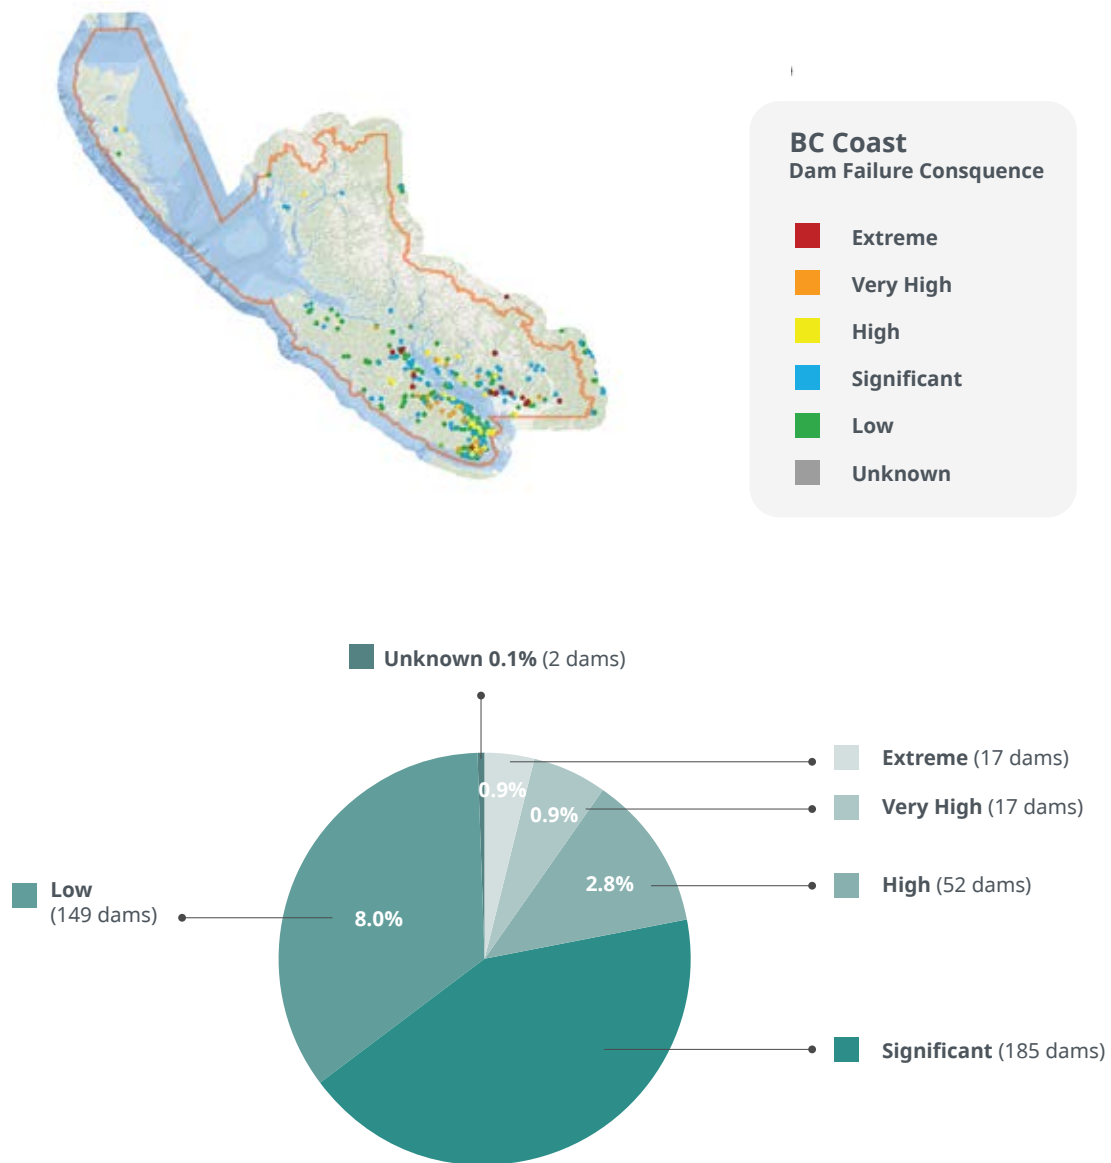 BC Coast
Dam Failure Consquence
Extreme
Very High
High
Significant
Low
Unknown
Unknown 0.1% (2 dams)
Extreme (17 dams)
0.9%
Very High (17 dams)
0.9%
High (52 dams)
2.8%
Low
(149 dams)
8.0%
Significant (185 dams)